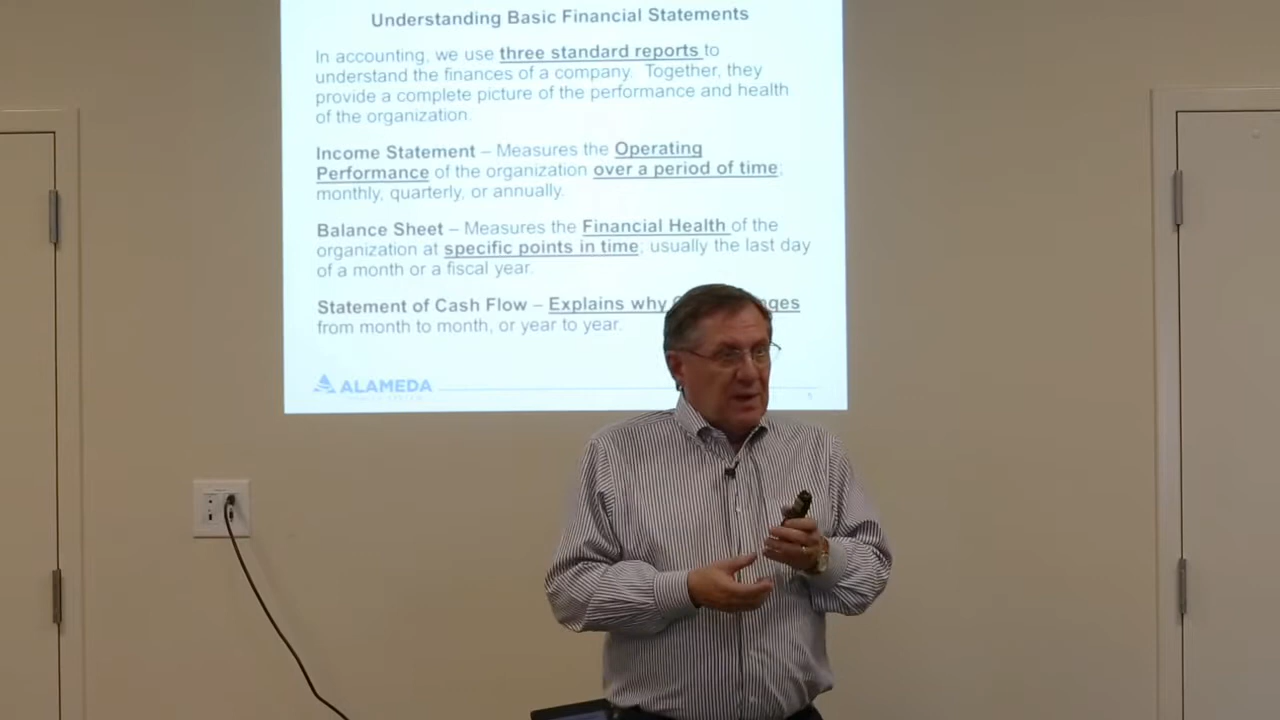 Understanding Basic Financial Statements
In accounting, we use three standard reports to
understand the finances of a company. Together, they
provide a complete picture of the performance and health
of the organization.
Income Statement – Measures the Operating
Performance of the organization over a period of time;
monthly, quarterly, or annually.
Balance Sheet – Measures the Financial Health of the
organization at specific points in time; usually the last day
of a month or a fiscal year.
Statement of Cash Flow – Explains why
from month to month, or year to year.
ALAMEDA